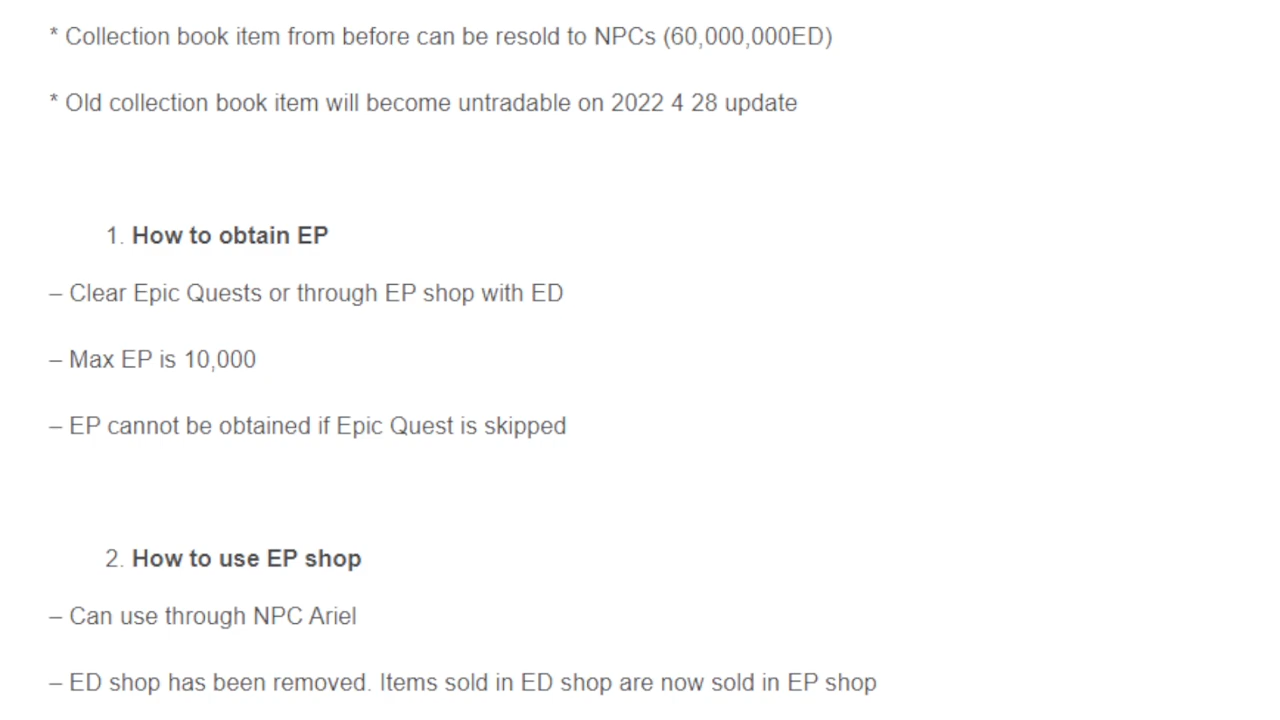 * Collection book item from before can be resold to NPCs (60,000,000ED)
* Old collection book item will become untradable on 2022 4 28 update
1. How to obtain EP
– Clear Epic Quests or through EP shop with ED
– Max EP is 10,000
– EP cannot be obtained if Epic Quest is skipped
2. How to use EP shop
– Can use through NPC Ariel
– ED shop has been removed. Items sold in ED shop are now sold in EP shop